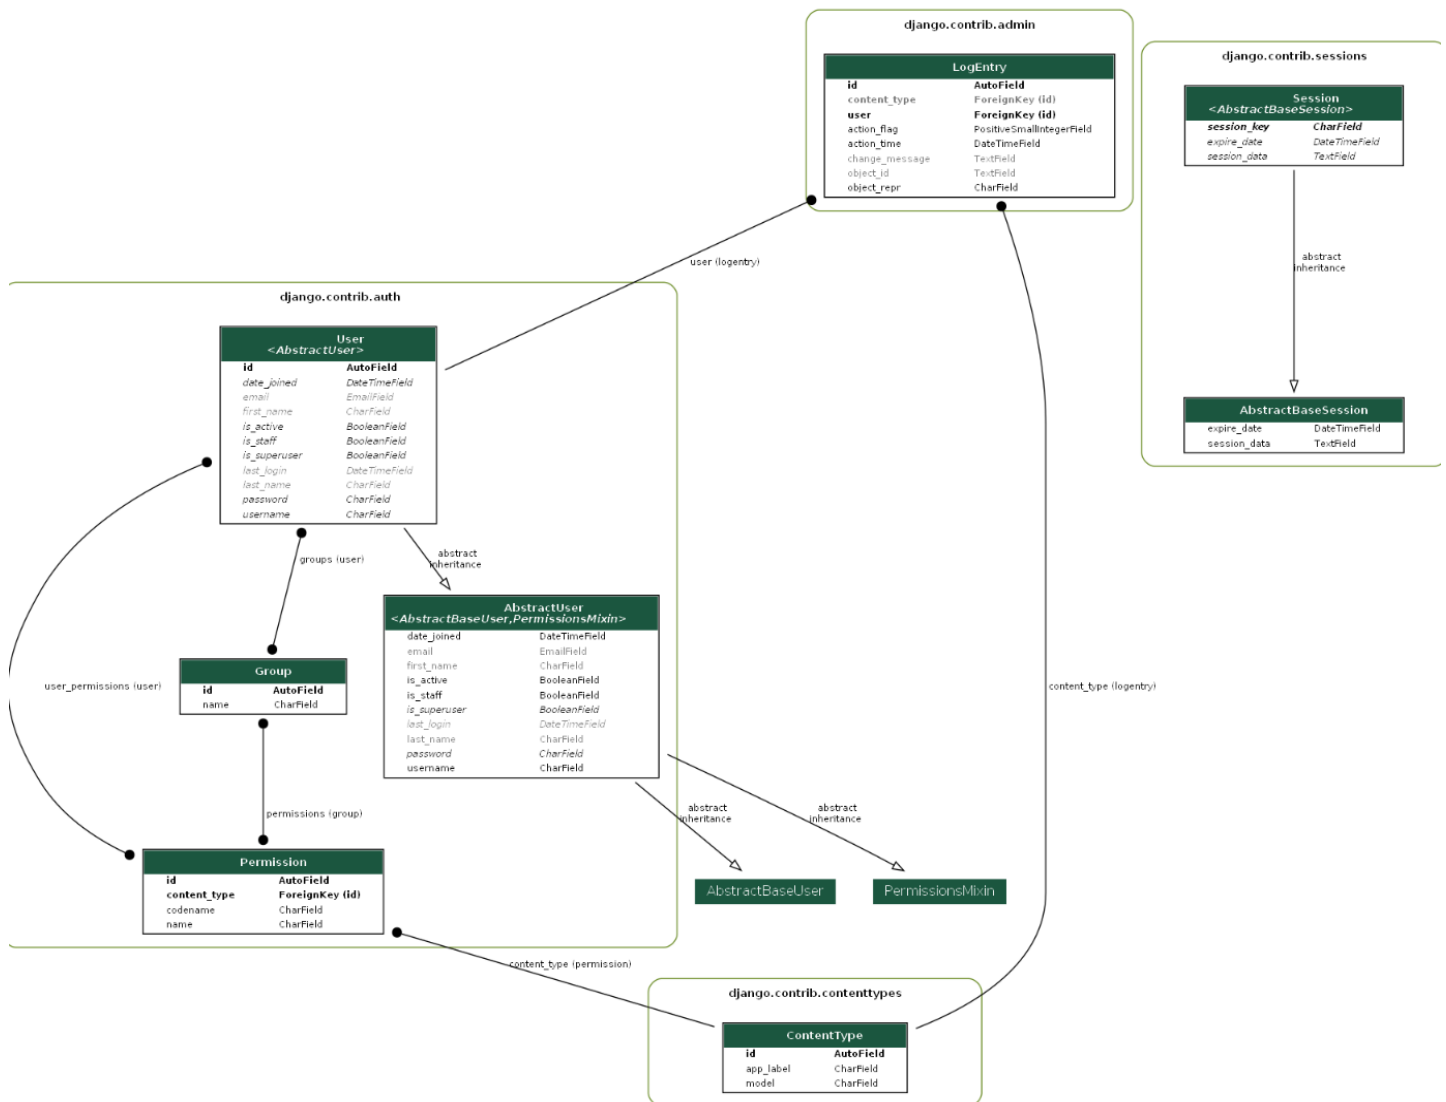 django.contrib.admin
LogEntry
id AutoField
content_type ForeignKey (id)
user ForeignKey (id)
action_flag PositiveSmallIntegerField
action_time DateTimeField
change_message TextField
object_id TextField
object_repr CharField
django.contrib.sessions
Session
<AbstractBaseSession>
session_key CharField
expire_date DateTimeField
session_data TextField
abstract
inheritance
AbstractBaseSession
expire_date DateTimeField
session_data TextField
user (logentry)
django.contrib.auth
User
<AbstractUser>
id AutoField
date_joined DateTimeField
email EmailField
first_name CharField
is_active BooleanField
is_staff BooleanField
is_superuser BooleanField
last_login DateTimeField
last_name CharField
password CharField
username CharField
groups (user)
abstract
inheritance
AbstractUser
<AbstractBaseUser,PermissionsMixin>
date_joined DateTimeField
email EmailField
first_name CharField
is_active BooleanField
is_staff BooleanField
is_superuser BooleanField
last_login DateTimeField
last_name CharField
password CharField
username CharField
Group
id AutoField
name CharField
user_permissions (user)
content_type (logentry)
permissions (group)
abstract
inheritance
abstract
inheritance
Permission
id AutoField
content_type ForeignKey (id)
codename CharField
name CharField
AbstractBaseUser
PermissionsMixin
content_type (permission)
django.contrib.contenttypes
ContentType
id AutoField
app_label CharField
model CharField